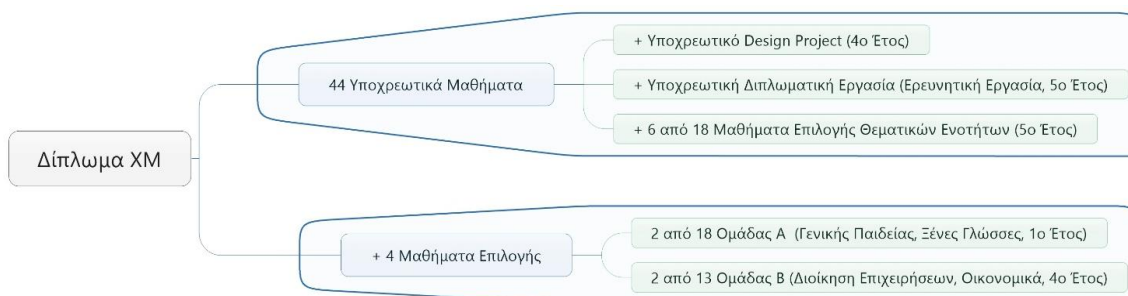 Δίπλωμα ΧΜ
44 Υποχρεωτικά Μαθήματα
+ Υποχρεωτικό Design Project (4ο Έτος)
+ Υποχρεωτική Διπλωματική Εργασία (Ερευνητική Εργασία, 5ο Έτος)
+ 6 από 18 Μαθήματα Επιλογής Θεματικών Ενοτήτων (5ο Έτος)
+ 4 Μαθήματα Επιλογής
2 από 18 Ομάδας Α (Γενικής Παιδείας, Ξένες Γλώσσες, 1ο Έτος)
2 από 13 Ομάδας Β (Διοίκηση Επιχειρήσεων, Οικονομικά, 4ο Έτος)